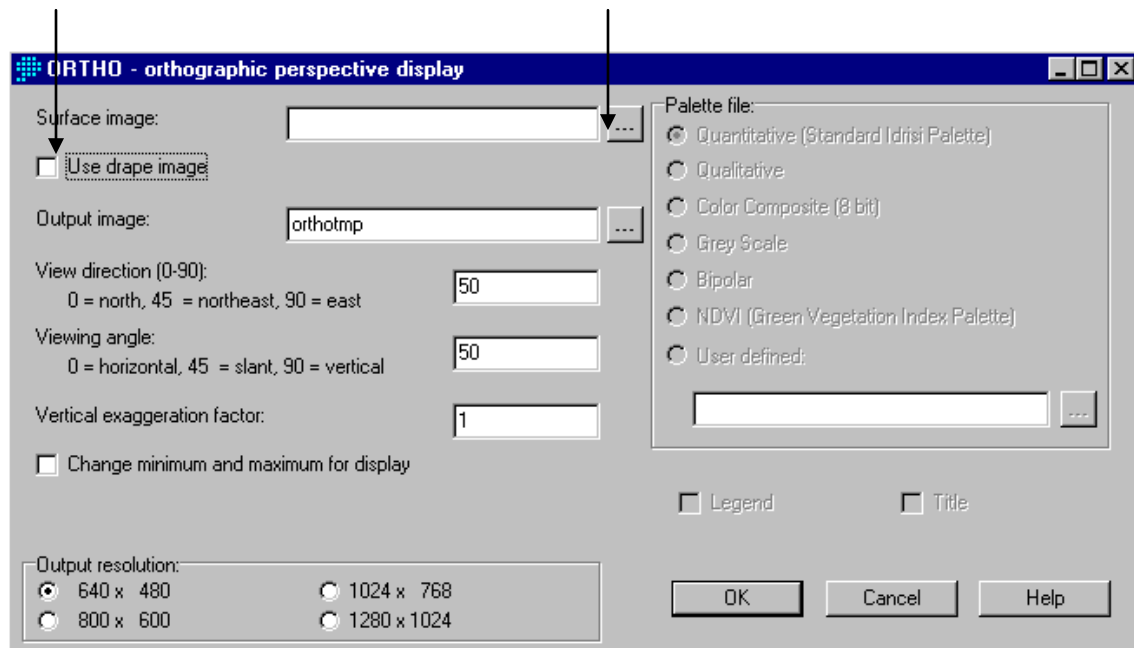 ORTHO - orthographic perspective display
Surface image:
...
Use drape image
Output image:
orthotmp
...
View direction (0-90):
0 = north, 45 = northeast, 90 = east
50
Viewing angle:
0 = horizontal, 45 = slant, 90 = vertical
50
Vertical exaggeration factor:
1
Change minimum and maximum for display
Output resolution:
640 x 480
1024 x 768
800 x 600
1280 x 1024
Palette file:
Quantitative (Standard Idrisi Palette)
Qualitative
Color Composite (8 bit)
Grey Scale
Bipolar
NDVI (Green Vegetation Index Palette)
User defined:
...
Legend
Title
OK
Cancel
Help